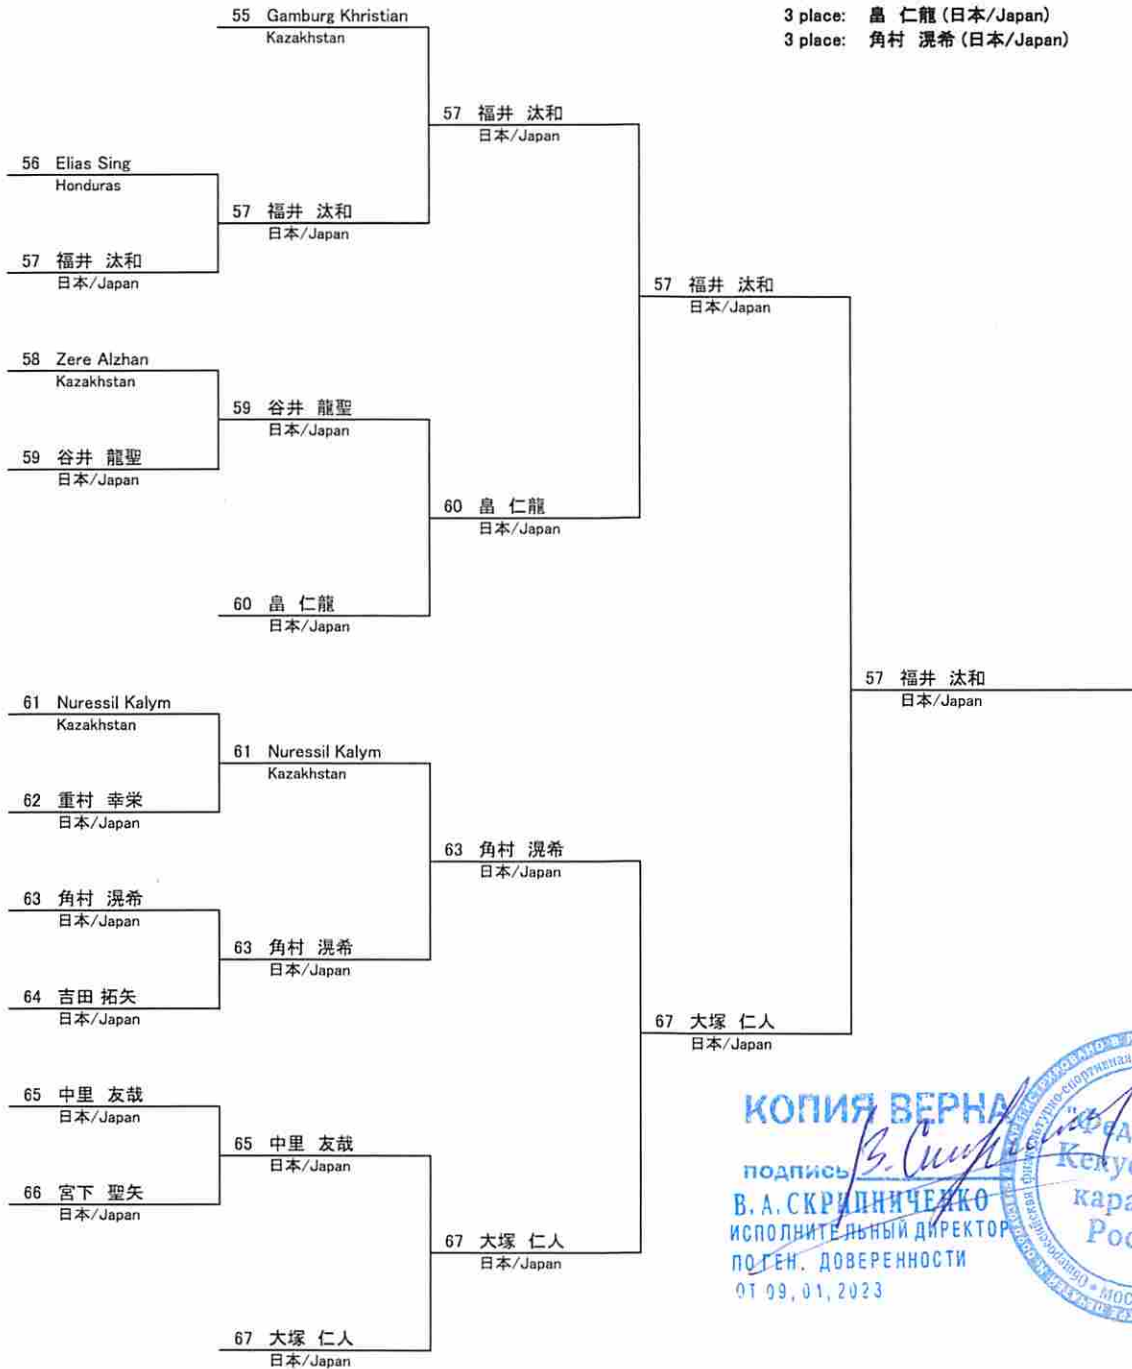 55 Gamburg Khristian
Kazakhstan
3 place: 畠 仁龍 (日本/Japan)
3 place: 角村 滉希 (日本/Japan)
57 福井 汰和
日本/Japan
56 Elias Sing
Honduras
57 福井 汰和
日本/Japan
57 福井 汰和
日本/Japan
57 福井 汰和
日本/Japan
58 Zere Alzhan
Kazakhstan
59 谷井 龍聖
日本/Japan
59 谷井 龍聖
日本/Japan
60 畠 仁龍
日本/Japan
60 畠 仁龍
日本/Japan
57 福井 汰和
日本/Japan
61 Nuressil Kalym
Kazakhstan
61 Nuressil Kalym
Kazakhstan
62 重村 幸栄
日本/Japan
63 角村 滉希
日本/Japan
63 角村 滉希
日本/Japan
63 角村 滉希
日本/Japan
64 吉田 拓矢
日本/Japan
67 大塚 仁人
日本/Japan
65 中里 友哉
日本/Japan
65 中里 友哉
日本/Japan
66 宮下 聖矢
日本/Japan
67 大塚 仁人
日本/Japan
67 大塚 仁人
日本/Japan
КОПИЯ ВЕРНА
подпись
В. А. СКРИПНИЧЕНКО
ИСПОЛНИТЕЛЬНЫЙ ДИРЕКТОР
ПО ГЕН. ДОВЕРЕННОСТИ
ОТ 09,01,2023